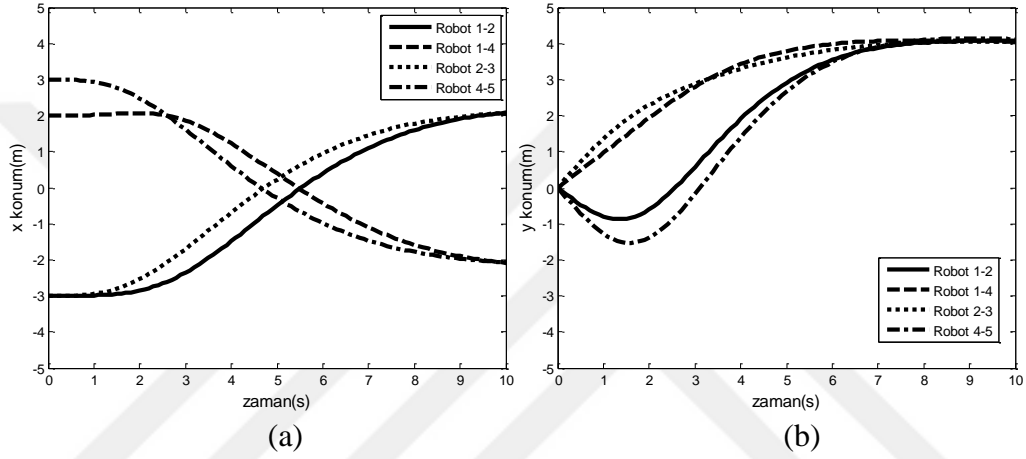 5
4
3
2
1
0
-1
-2
-3
-4
-5
x konum(m)
0 1 2 3 4 5 6 7 8 9 10
zaman(s)
Robot 1-2
Robot 1-4
Robot 2-3
Robot 4-5
(a)
5
4
3
2
1
0
-1
-2
-3
-4
-5
y konum(m)
0 1 2 3 4 5 6 7 8 9 10
zaman(s)
Robot 1-2
Robot 1-4
Robot 2-3
Robot 4-5
(b)